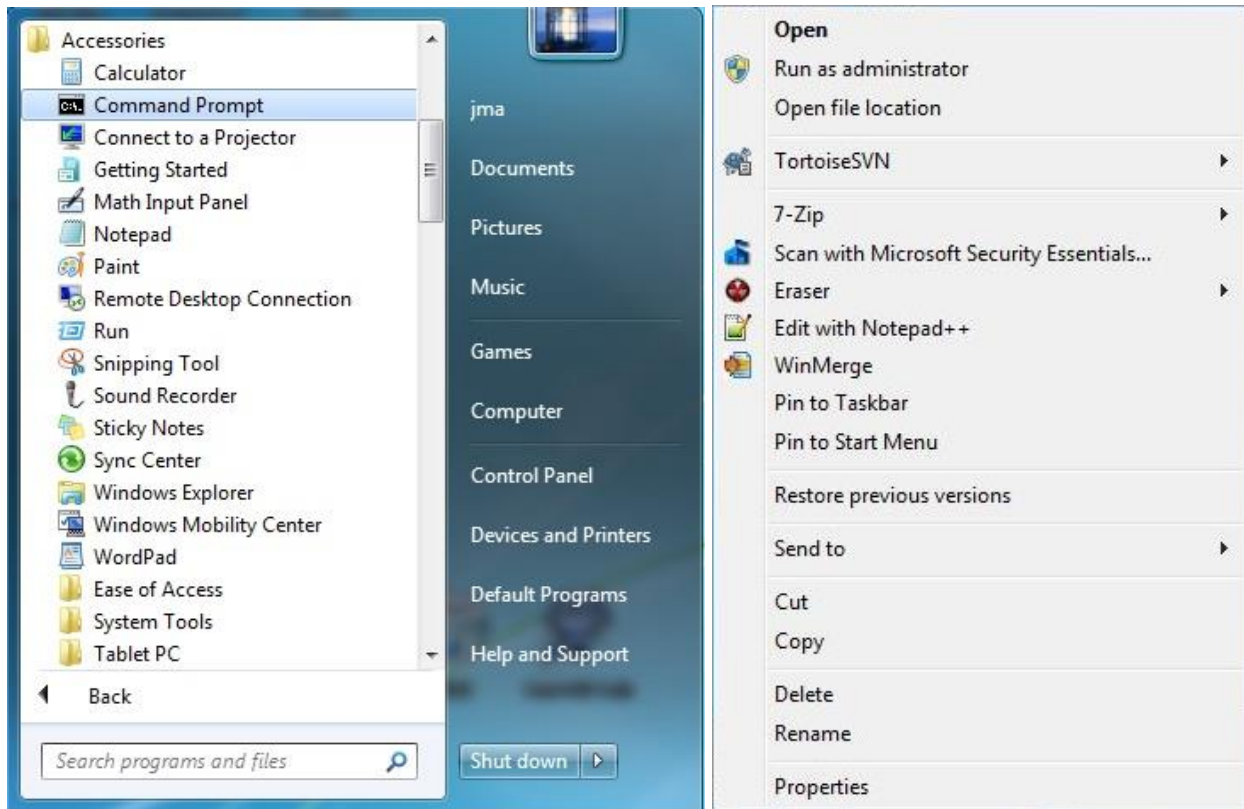 Accessories
Calculator
Command Prompt
Connect to a Projector
Getting Started
Math Input Panel
Notepad
Paint
Remote Desktop Connection
Run
Snipping Tool
Sound Recorder
Sticky Notes
Sync Center
Windows Explorer
Windows Mobility Center
WordPad
Ease of Access
System Tools
Tablet PC
Back
Search programs and files
jma
Documents
Pictures
Music
Games
Computer
Control Panel
Devices and Printers
Default Programs
Help and Support
Shut down
Open
Run as administrator
Open file location
TortoiseSVN
7-Zip
Scan with Microsoft Security Essentials...
Eraser
Edit with Notepad++
WinMerge
Pin to Taskbar
Pin to Start Menu
Restore previous versions
Send to
Cut
Copy
Delete
Rename
Properties